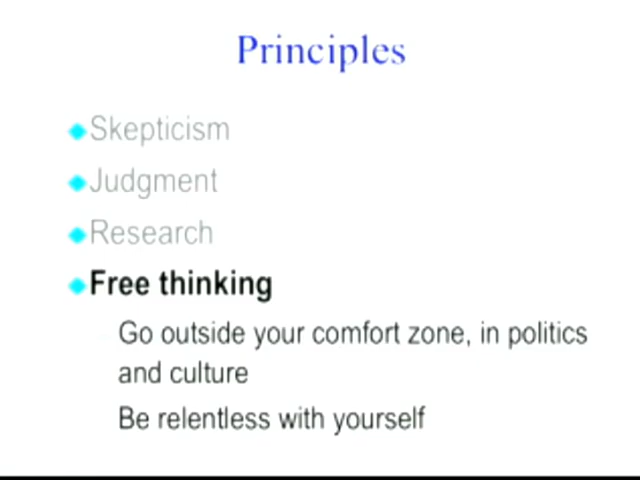 Principles
Skepticism
Judgment
Research
Free thinking
Go outside your comfort zone, in politics
and culture
Be relentless with yourself